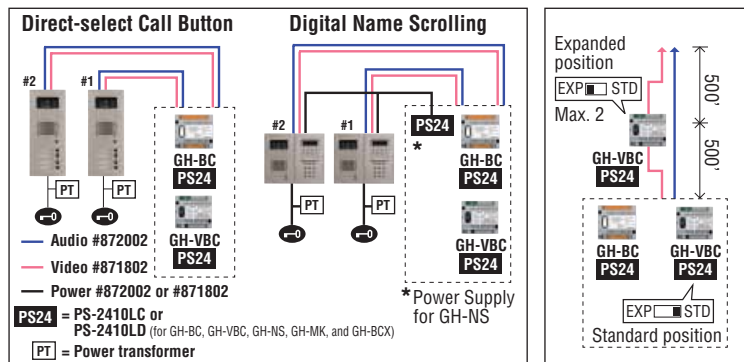 Direct-select Call Button
#2
#1
PT
PT
GH-BC
PS24
GH-VBC
PS24
Audio #872002
Video #871802
Power #872002 or #871802
PS24 = PS-2410LC or
PS-2410LD (for GH-BC, GH-VBC, GH-NS, GH-MK, and GH-BCX)
PT = Power transformer
Digital Name Scrolling
#2
#1
PS24
*
PT
PT
GH-BC
PS24
GH-VBC
PS24
*Power Supply
for GH-NS
Expanded
position
EXP STD
Max. 2
GH-VBC
PS24
500'
500'
GH-BC
PS24
GH-VBC
PS24
EXP STD
Standard position